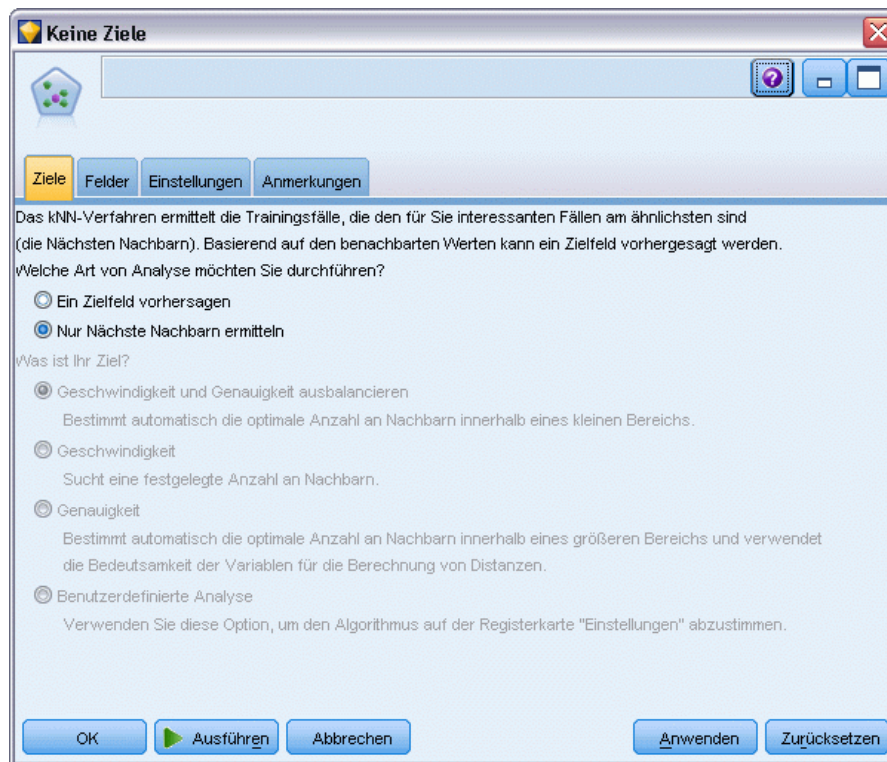 Keine Ziele
Ziele Felder Einstellungen Anmerkungen
Das kNN-Verfahren ermittelt die Trainingsfälle, die den für Sie interessanten Fällen am ähnlichsten sind
(die Nächsten Nachbarn). Basierend auf den benachbarten Werten kann ein Zielfeld vorhergesagt werden.
Welche Art von Analyse möchten Sie durchführen?
Ein Zielfeld vorhersagen
Nur Nächste Nachbarn ermitteln
Was ist Ihr Ziel?
Geschwindigkeit und Genauigkeit ausbalancieren
Bestimmt automatisch die optimale Anzahl an Nachbarn innerhalb eines kleinen Bereichs.
Geschwindigkeit
Sucht eine festgelegte Anzahl an Nachbarn.
Genauigkeit
Bestimmt automatisch die optimale Anzahl an Nachbarn innerhalb eines größeren Bereichs und verwendet
die Bedeutsamkeit der Variablen für die Berechnung von Distanzen.
Benutzerdefinierte Analyse
Verwenden Sie diese Option, um den Algorithmus auf der Registerkarte "Einstellungen" abzustimmen.
OK Ausführen Abbrechen Anwenden Zurücksetzen